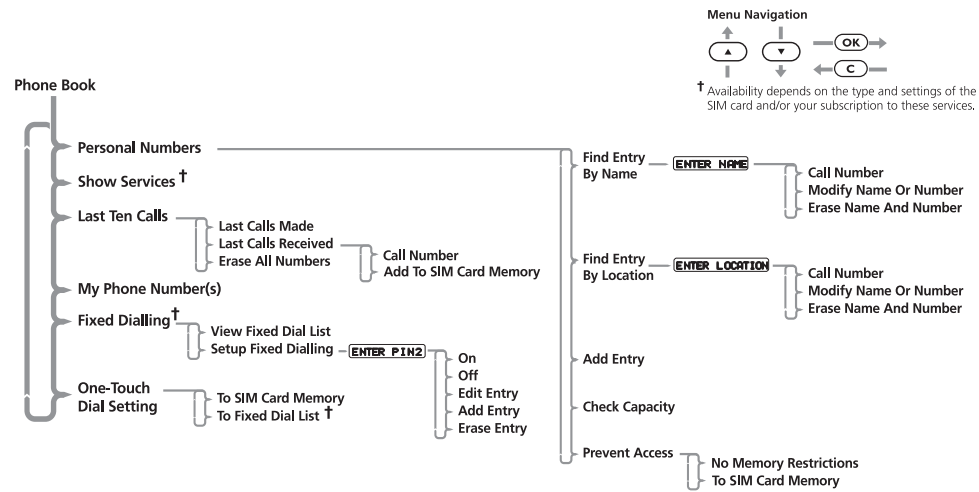 Menu Navigation
OK
C
† Availability depends on the type and settings of the
SIM card and/or your subscription to these services.
Phone Book
Personal Numbers
Show Services †
Last Ten Calls
Last Calls Made
Last Calls Received
Erase All Numbers
Call Number
Add To SIM Card Memory
My Phone Number(s)
Fixed Dialling†
View Fixed Dial List
Setup Fixed Dialling
ENTER PIN2
On
Off
Edit Entry
Add Entry
Erase Entry
One-Touch
Dial Setting
To SIM Card Memory
To Fixed Dial List †
Find Entry
By Name
ENTER NAME
Call Number
Modify Name Or Number
Erase Name And Number
Find Entry
By Location
ENTER LOCATION
Call Number
Modify Name Or Number
Erase Name And Number
Add Entry
Check Capacity
Prevent Access
No Memory Restrictions
To SIM Card Memory